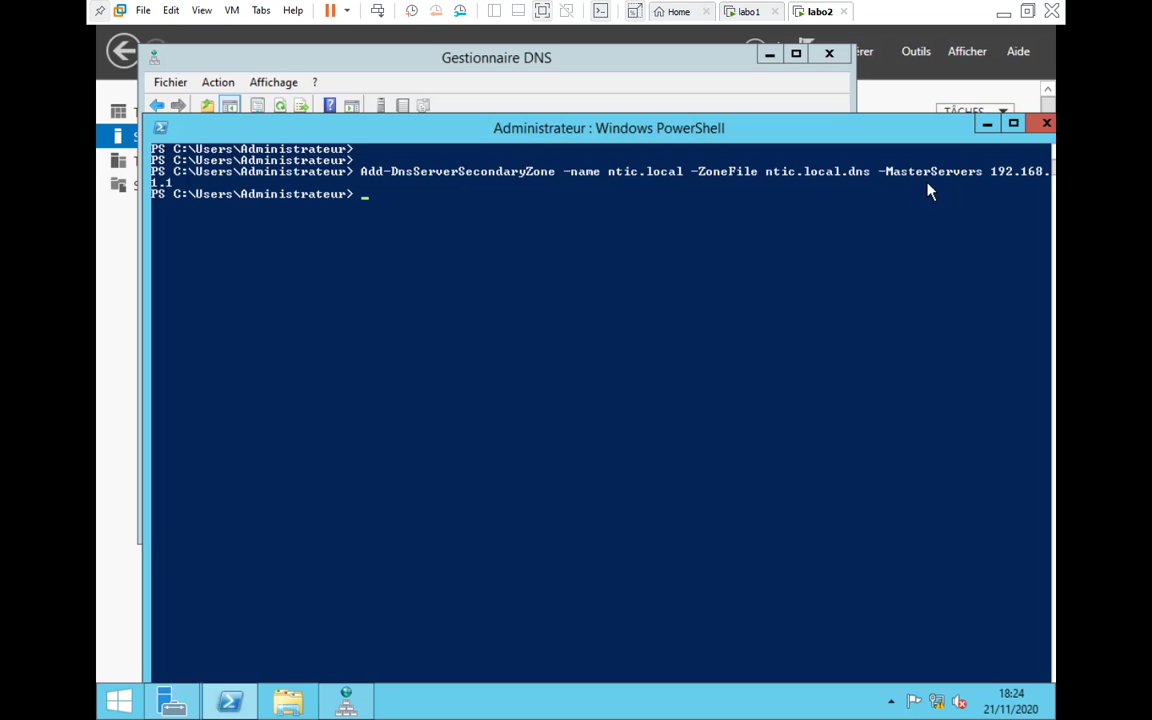 File Edit View VM Tabs Help
Home labo1 labo2
Outils Afficher Aide
Gestionnaire DNS
Fichier Action Affichage ?
TÂCHES
Administrateur : Windows PowerShell
PS C:\Users\Administrateur>
PS C:\Users\Administrateur>
PS C:\Users\Administrateur> Add-DnsServerSecondaryZone -name ntic.local -ZoneFile ntic.local.dns -MasterServers 192.168.
1.1
PS C:\Users\Administrateur> _
18:24
21/11/2020